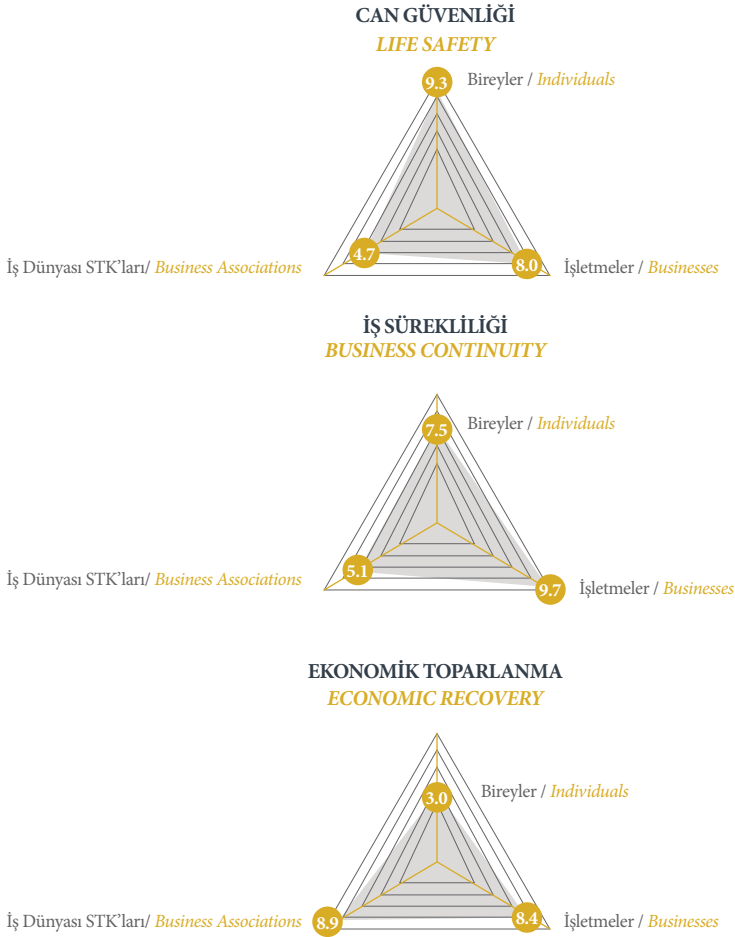 CAN GÜVENLİĞİ
LIFE SAFETY
9.3
Bireyler / Individuals
İş Dünyası STK'ları/ Business Associations
4.7
8.0
İşletmeler / Businesses
İŞ SÜREKLİLİĞİ
BUSINESS CONTINUITY
7.5
Bireyler / Individuals
İş Dünyası STK'ları/ Business Associations
5.1
9.7
İşletmeler / Businesses
EKONOMİK TOPARLANMA
ECONOMIC RECOVERY
3.0
Bireyler / Individuals
İş Dünyası STK'ları/ Business Associations
8.9
8.4
İşletmeler / Businesses